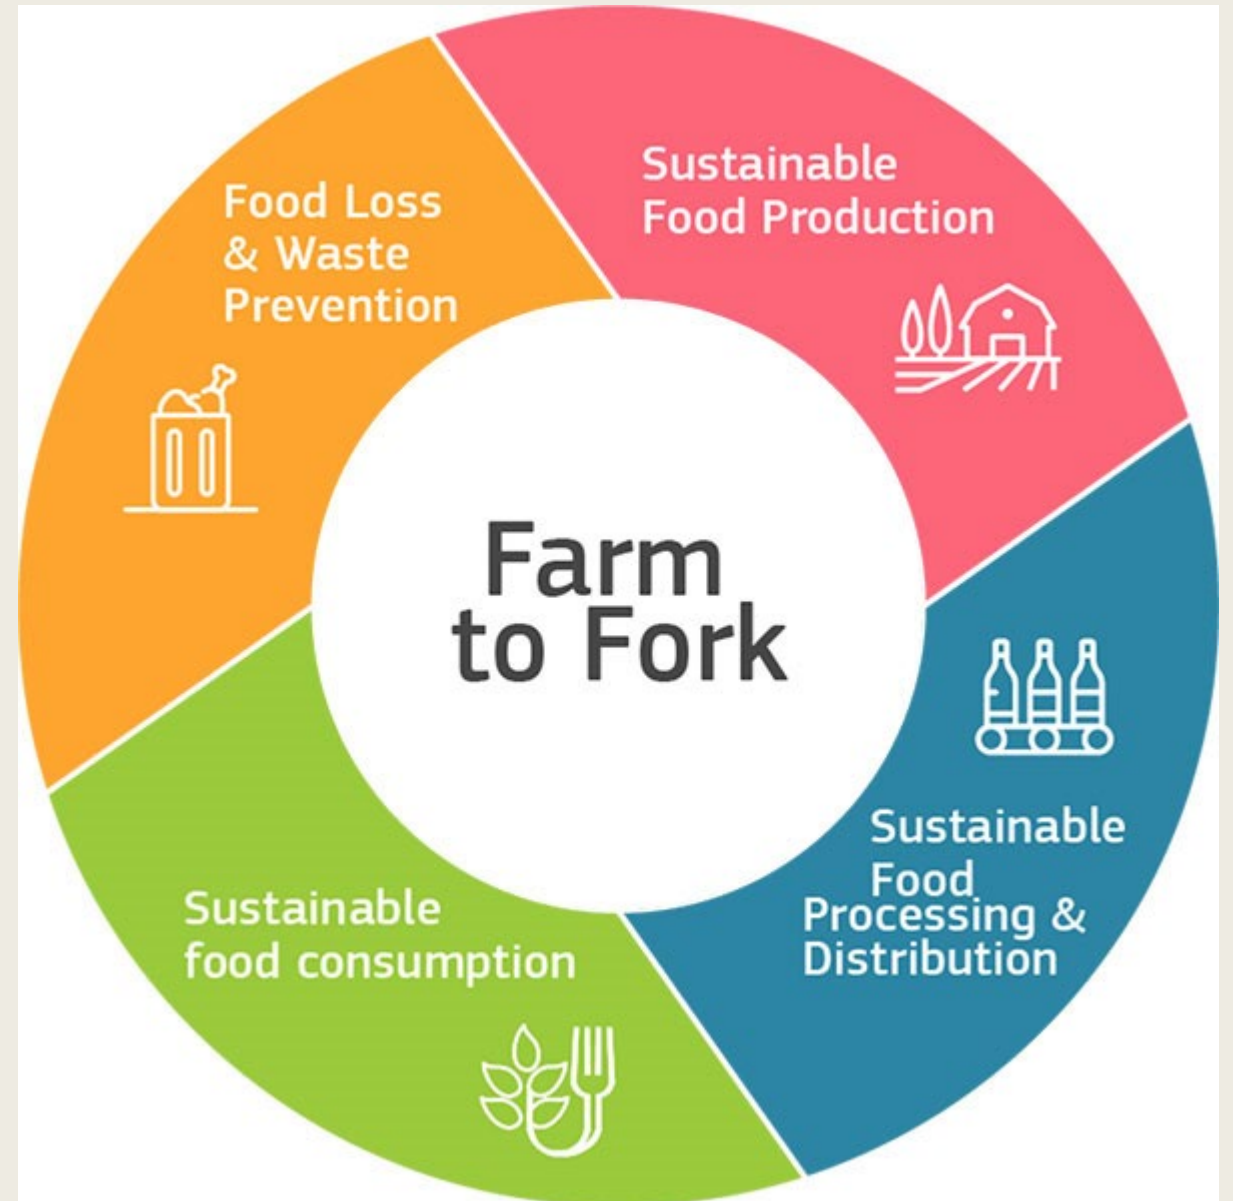 Sustainable
Food Production
Food Loss
& Waste
Prevention
Farm
to Fork
Sustainable
Food
Processing &
Distribution
Sustainable
food consumption